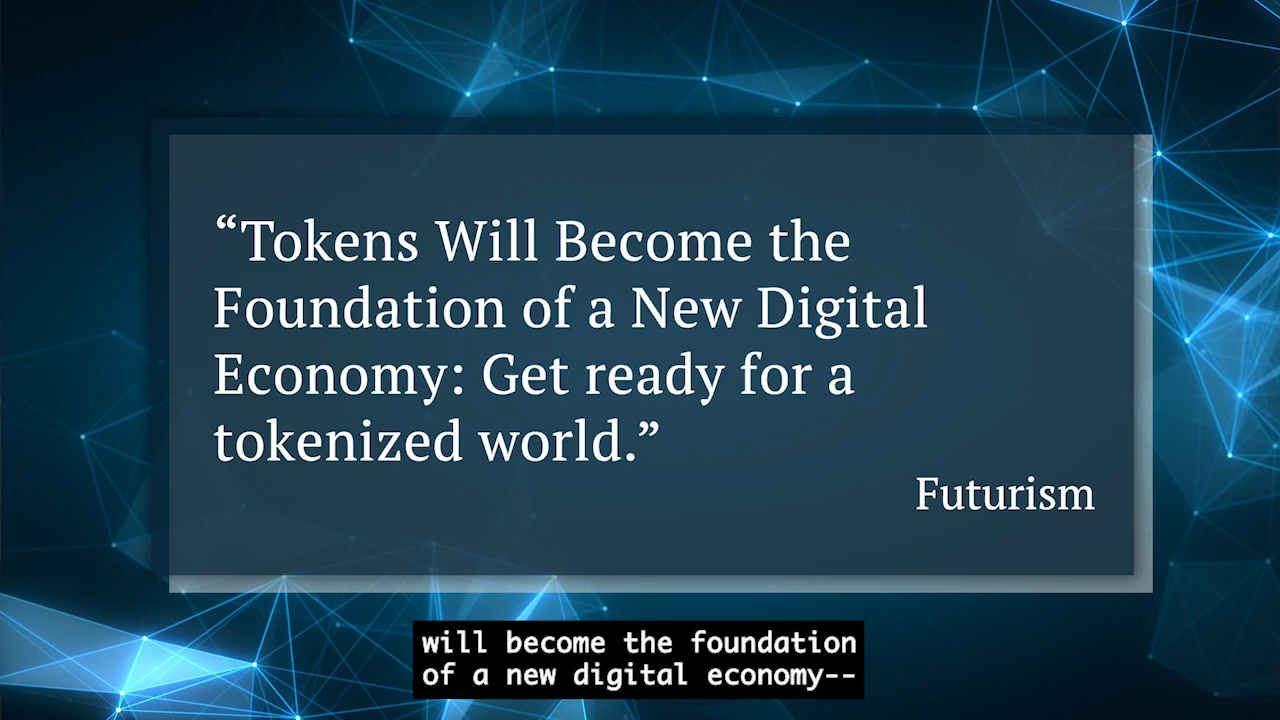 “Tokens Will Become the
Foundation of a New Digital
Economy: Get ready for a
tokenized world.”
Futurism
will become the foundation
of a new digital economy--